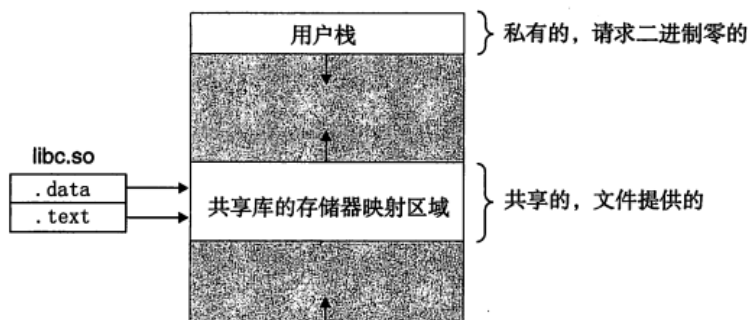 用户栈
私有的，请求二进制零的
libc.so
.data
.text
共享库的存储器映射区域
共享的，文件提供的